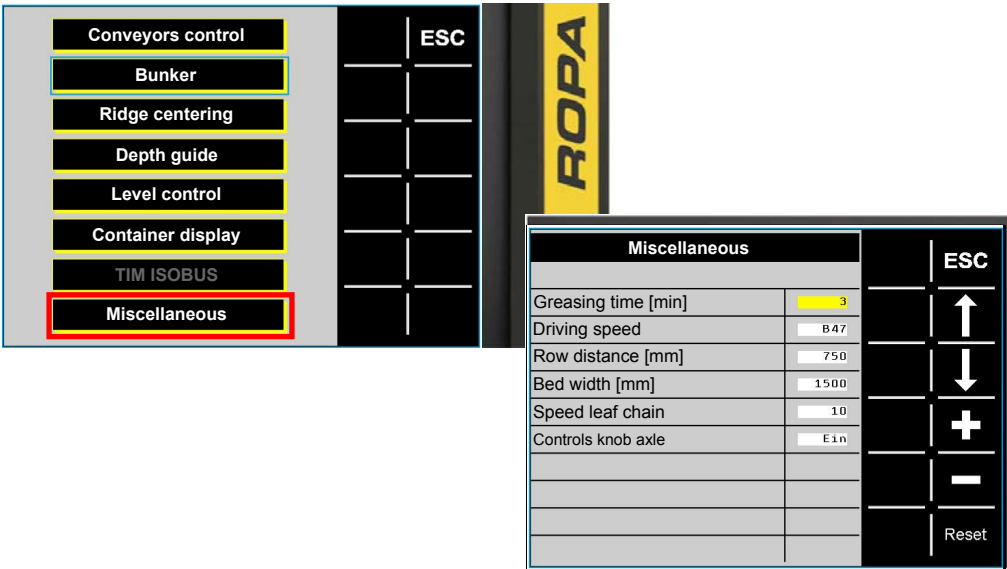 Conveyors control
ESC
Bunker
Ridge centering
Depth guide
Level control
Container display
TIM ISOBUS
Miscellaneous
ROPA
Miscellaneous
ESC
Greasing time [min] 3
Driving speed B47
Row distance [mm] 750
Bed width [mm] 1500
Speed leaf chain 10
Controls knob axle Ein
Reset